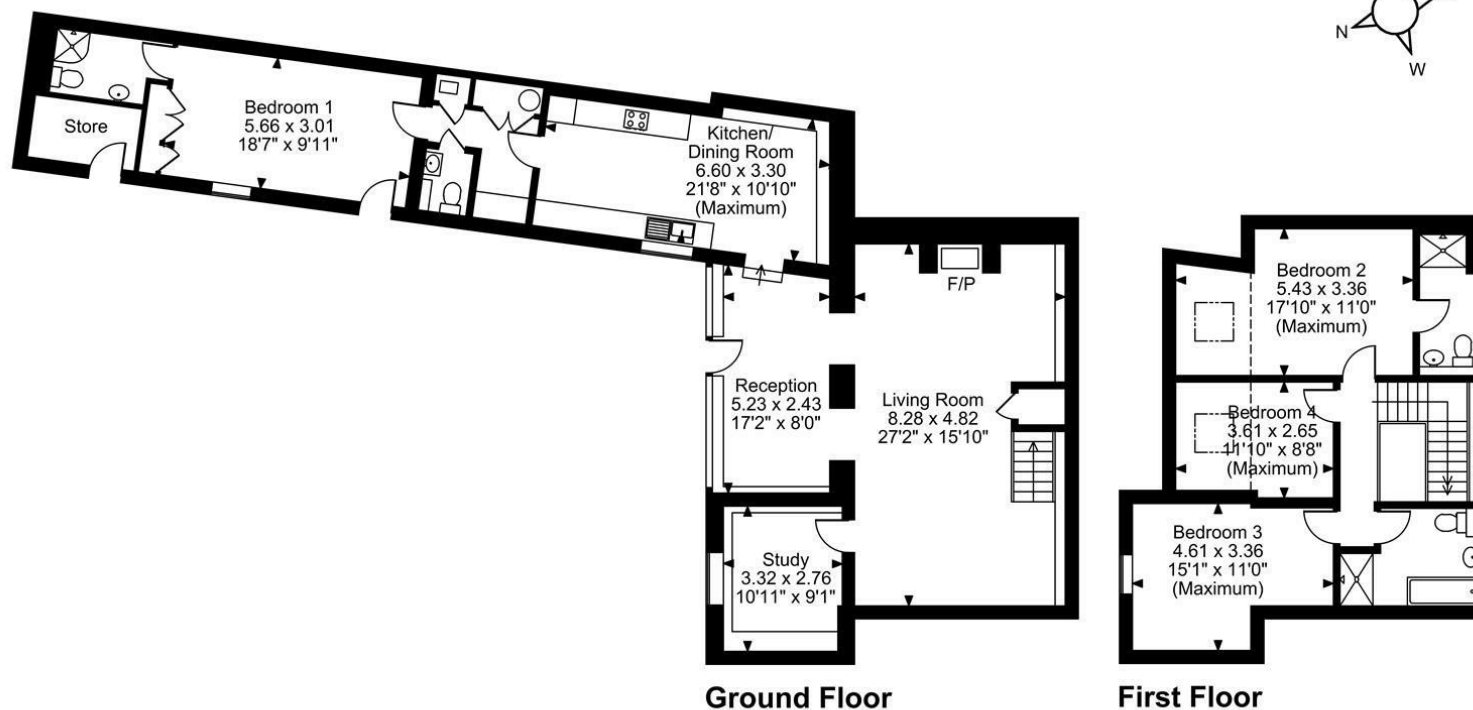 N
W
Bedroom 1
5.66 x 3.01
18'7" x 9'11"
Store
Kitchen/
Dining Room
6.60 x 3.30
21'8" x 10'10"
(Maximum)
F/P
Reception
5.23 x 2.43
17'2" x 8'0"
Living Room
8.28 x 4.82
27'2" x 15'10"
Study
3.32 x 2.76
10'11" x 9'1"
Ground Floor
Bedroom 2
5.43 x 3.36
17'10" x 11'0"
(Maximum)
Bedroom 4
3.61 x 2.65
11'10" x 8'8"
(Maximum)
Bedroom 3
4.61 x 3.36
15'1" x 11'0"
(Maximum)
First Floor